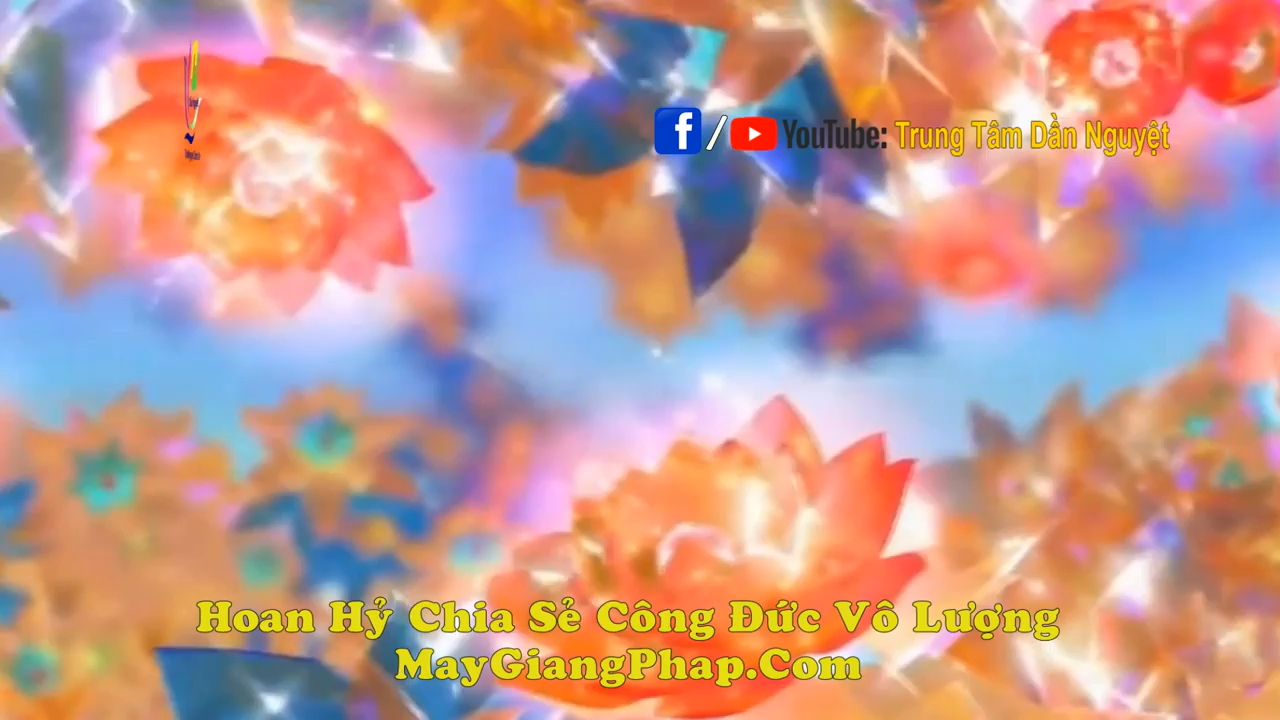 f/ YouTube: Trung Tâm Dần Nguyệt
Hoan Hỷ Chia Sẻ Công Đức Vô Lượng
MayGiangPhap.Com